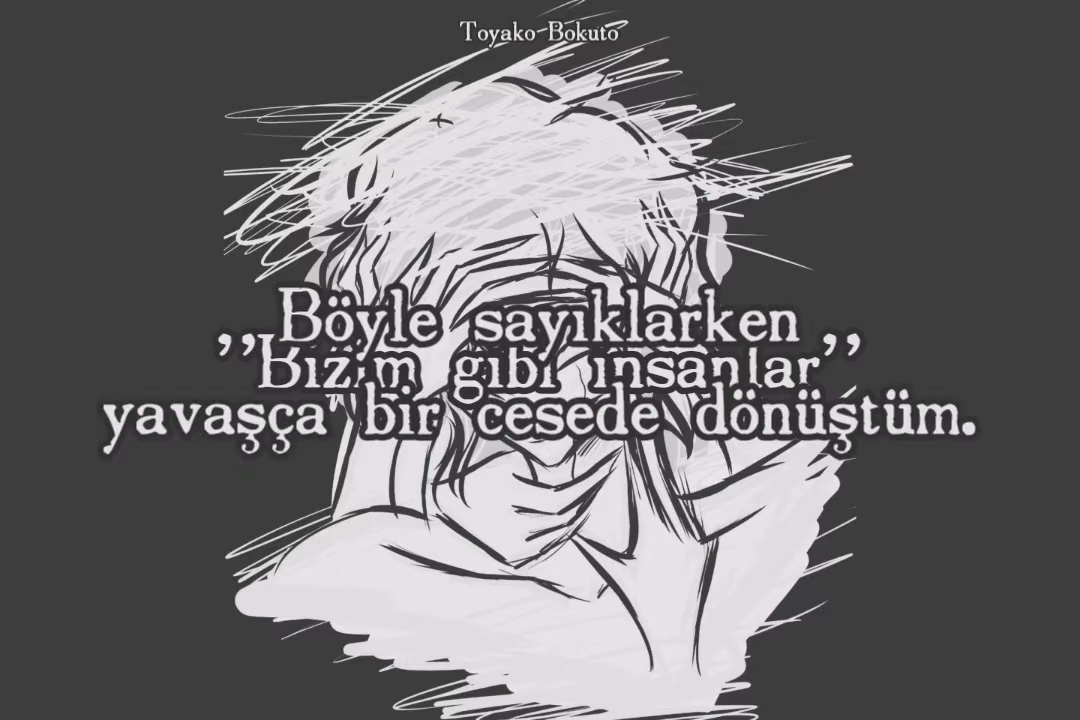 Toyako Bokuto
Böyle sayıklarken
,,Bizim gibi insanlar,,
yavaşça bir cesede dönüştüm.